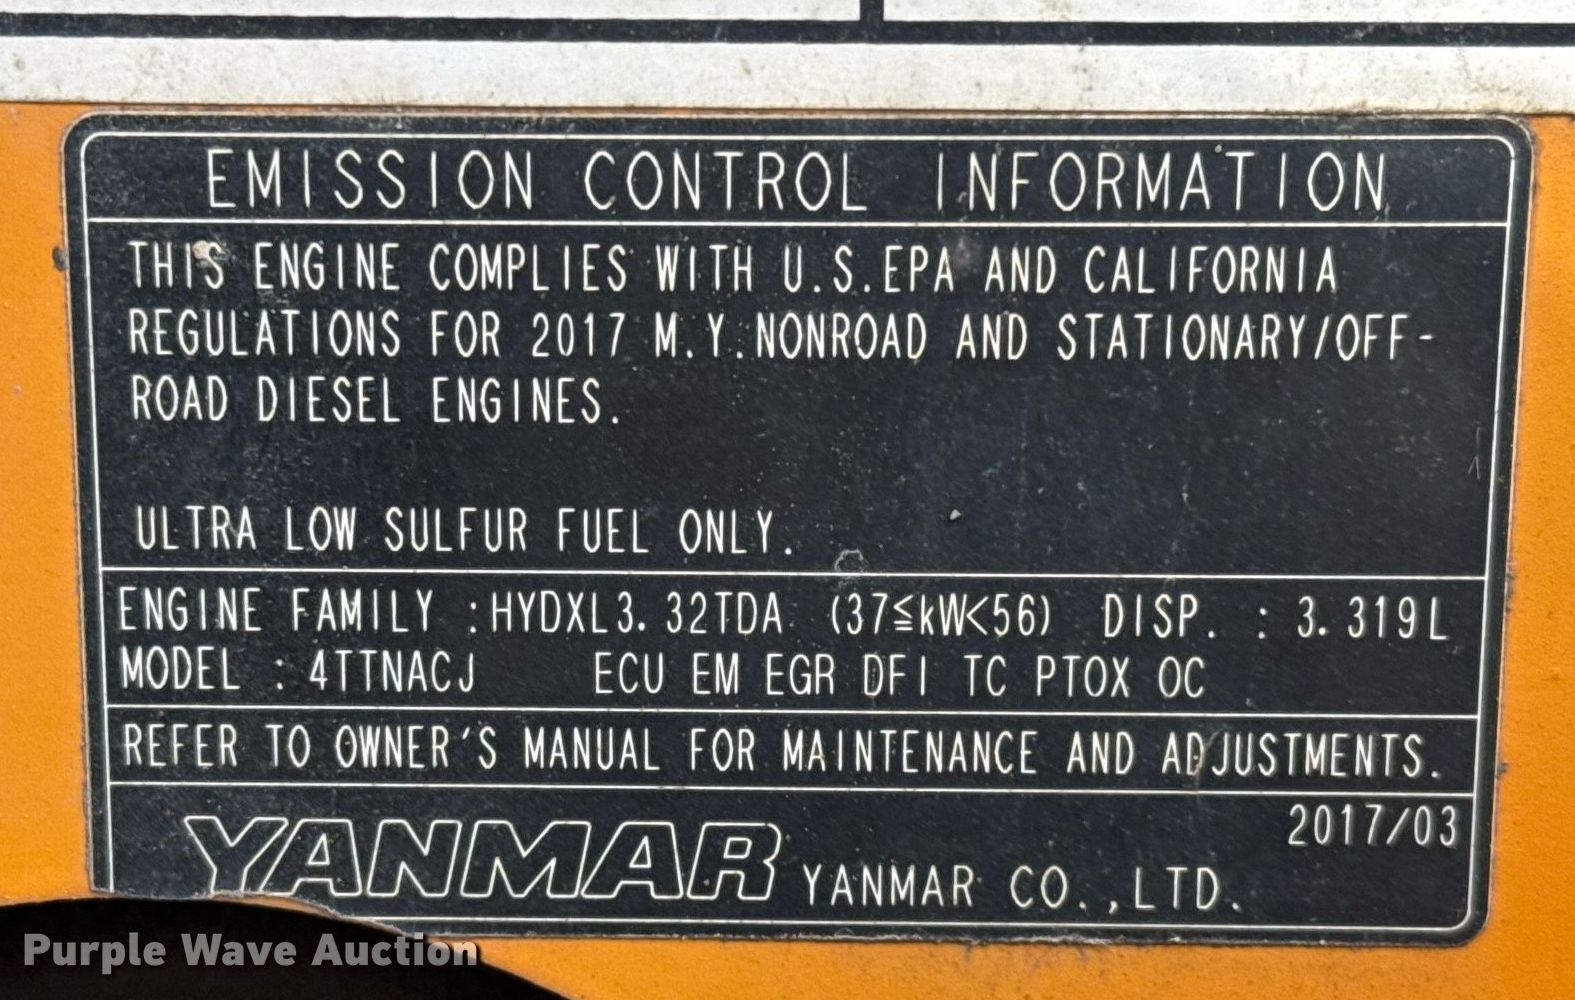 EMISSION CONTROL INFORMATION
THIS ENGINE COMPLIES WITH U.S.EPA AND CALIFORNIA
REGULATIONS FOR 2017 M.Y. NONROAD AND STATIONARY/OFF-
ROAD DIESEL ENGINES.
ULTRA LOW SULFUR FUEL ONLY.
ENGINE FAMILY :HYDXL3.32TDA (37≦kW<56) DISP. : 3.319L
MODEL : 4TTNACJ ECU EM EGR DFI TC PTOX OC
REFER TO OWNER'S MANUAL FOR MAINTENANCE AND ADJUSTMENTS.
2017/03
YANMAR YANMAR CO.,LTD.
Purple Wave Auction